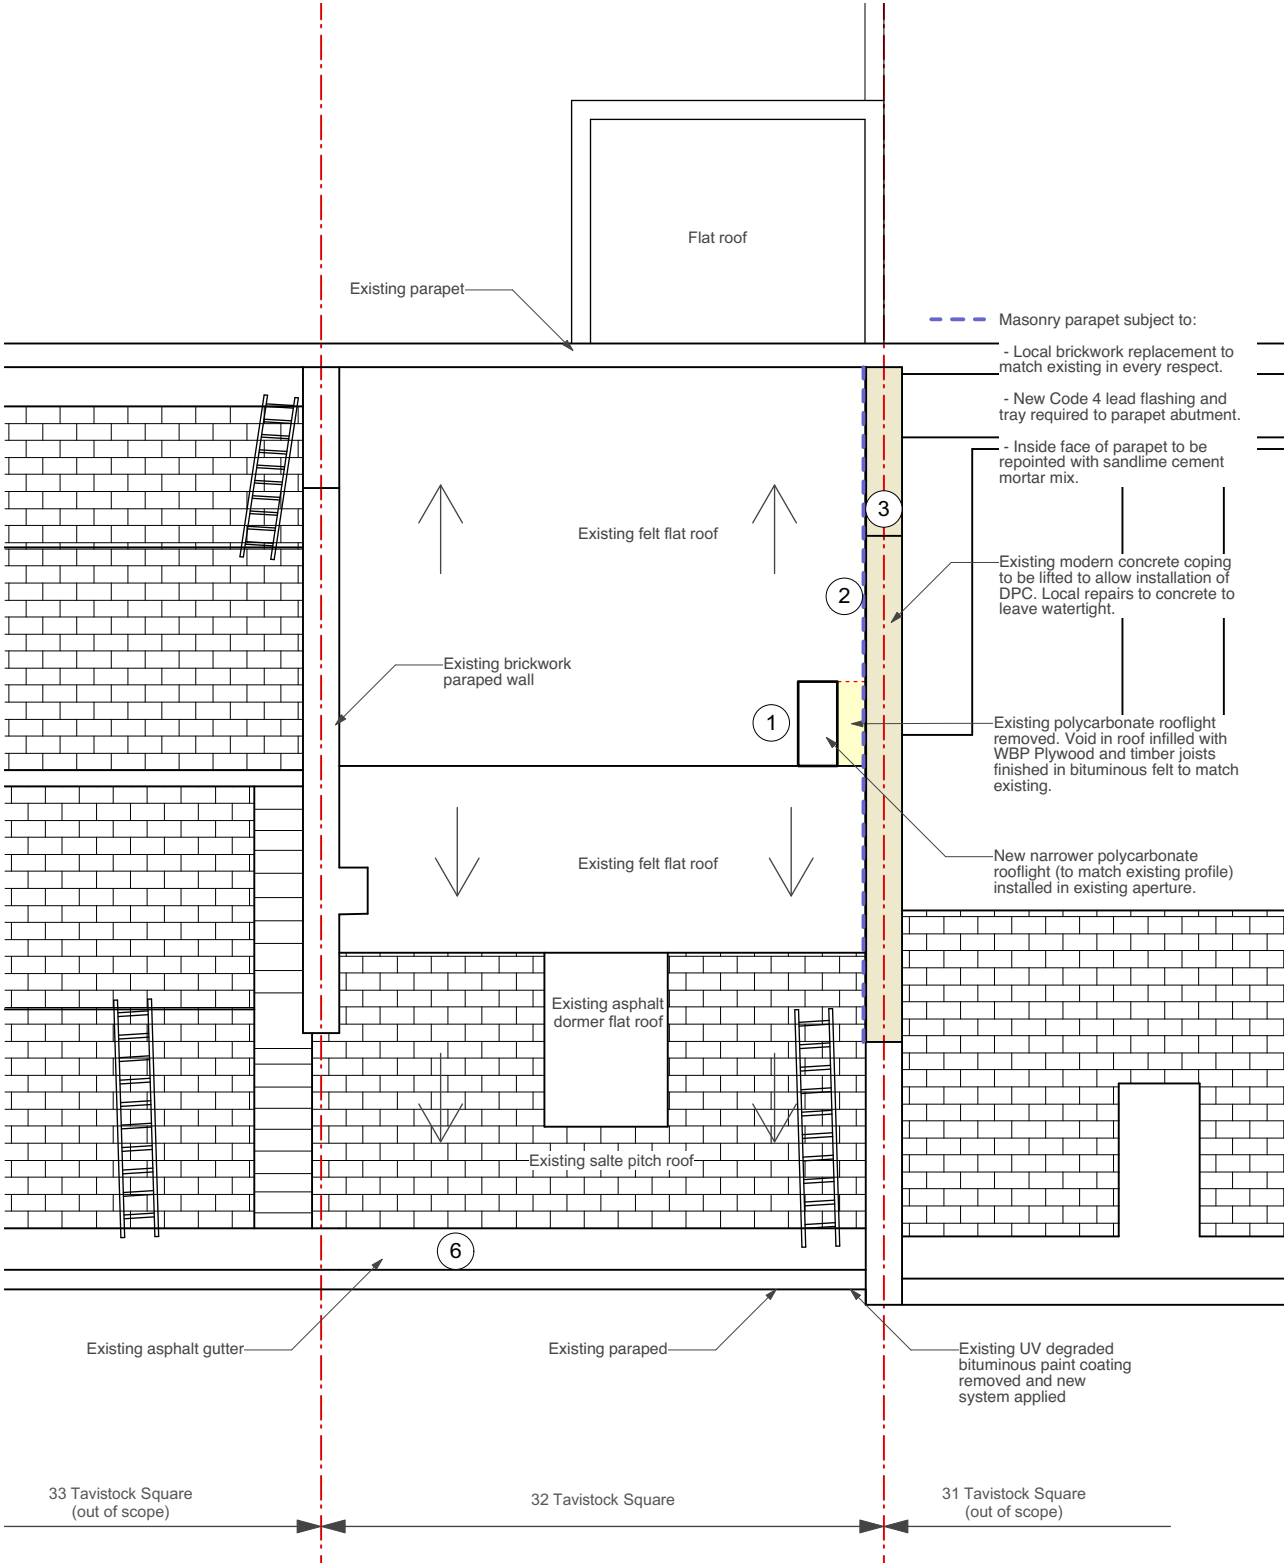 Flat roof
Existing parapet
Masonry parapet subject to:
- Local brickwork replacement to
match existing in every respect.
- New Code 4 lead flashing and
tray required to parapet abutment.
- Inside face of parapet to be
repointed with sandlime cement
mortar mix.
3
Existing felt flat roof
Existing modern concrete coping
to be lifted to allow installation of
DPC. Local repairs to concrete to
leave watertight.
2
Existing brickwork
paraped wall
1
Existing polycarbonate rooflight
removed. Void in roof infilled with
WBP Plywood and timber joists
finished in bituminous felt to match
existing.
New narrower polycarbonate
rooflight (to match existing profile)
installed in existing aperture.
Existing felt flat roof
Existing asphalt
dormer flat roof
Existing salte pitch roof
6
Existing asphalt gutter
Existing paraped
Existing UV degraded
bituminous paint coating
removed and new
system applied
33 Tavistock Square
(out of scope)
32 Tavistock Square
31 Tavistock Square
(out of scope)